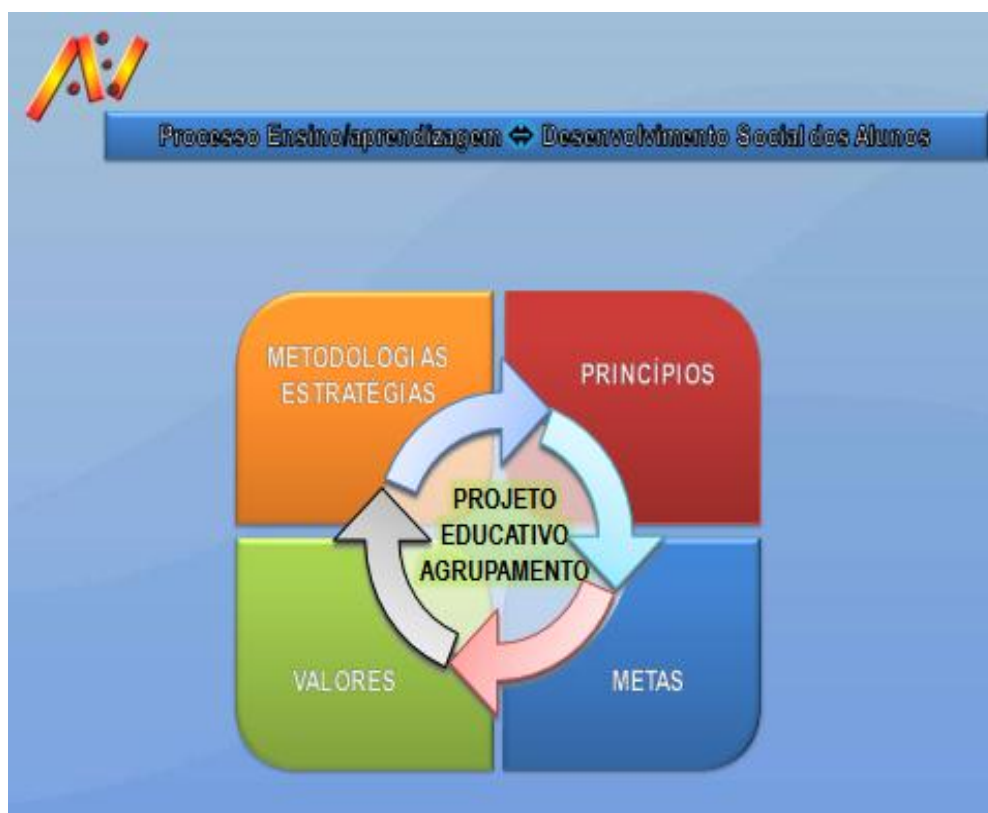 Processo Ensino/aprendizagem ⇔ Desenvolvimento Social dos Alunos
METODOLOGIAS
ESTRATÉGIAS
PRINCÍPIOS
PROJETO
EDUCATIVO
AGRUPAMENTO
VALORES
METAS